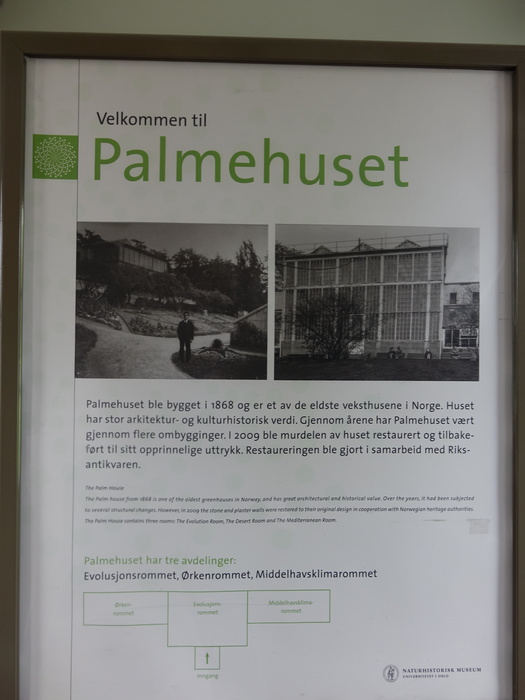 Velkommen til
Palmehuset
Palmehuset ble bygget i 1868 og er et av de eldste veksthusene i Norge. Huset
har stor arkitektur- og kulturhistorisk verdi. Gjennom årene har Palmehuset vært
gjennom flere ombygginger. I 2009 ble murdelen av huset restaurert og tilbake-
ført til sitt opprinnelige uttrykk. Restaureringen ble gjort i samarbeid med Riks-
antikvaren.
The Palm House
The Palm house from 1868 is one of the oldest greenhouses in Norway, and has great architectural and historical value. Over the years, it had been subjected
to several structural changes. However, in 2009 the stone and plaster walls were restored to their original design in cooperation with Norwegian heritage authorities.
The Palm House contains three rooms: The Evolution Room, The Desert Room and The Mediterranean Room.
Palmehuset har tre avdelinger:
Evolusjonsrommet, Ørkenrommet, Middelhavsklimarommet
Ørken-
rommet
Evolusjons-
rommet
Middelhavsklima-
rommet
Inngang
NATURHISTORISK MUSEUM
UNIVERSITETET I OSLO